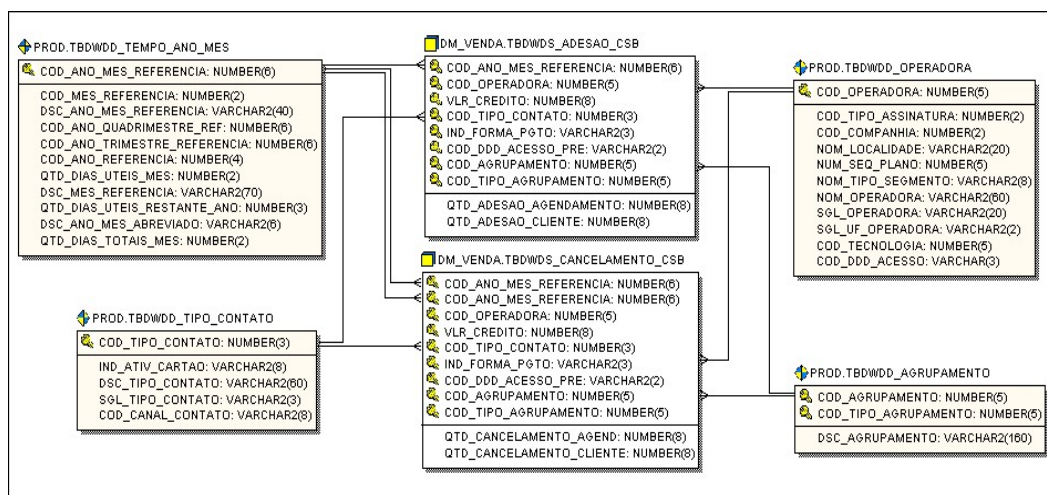 PROD.TBDWDD_TEMPO_ANO_MES
COD_ANO_MES_REFERENCIA: NUMBER(6)
COD_MES_REFERENCIA: NUMBER(2)
DSC_ANO_MES_REFERENCIA: VARCHAR2(40)
COD_ANO_QUADRIMESTRE_REF: NUMBER(6)
COD_ANO_TRIMESTRE_REFERENCIA: NUMBER(6)
COD_ANO_REFERENCIA: NUMBER(4)
QTD_DIAS_UTEIS_MES: NUMBER(2)
DSC_MES_REFERENCIA: VARCHAR2(70)
QTD_DIAS_UTEIS_RESTANTE_ANO: NUMBER(3)
DSC_ANO_MES_ABREVIADO: VARCHAR2(6)
QTD_DIAS_TOTAIS_MES: NUMBER(2)
DM_VENDA.TBDWDS_ADESAO_CSB
COD_ANO_MES_REFERENCIA: NUMBER(6)
COD_OPERADORA: NUMBER(5)
VLR_CREDITO: NUMBER(8)
COD_TIPO_CONTATO: NUMBER(3)
IND_FORMA_PGTO: VARCHAR2(3)
COD_DDD_ACESSO_PRE: VARCHAR2(2)
COD_AGRUPAMENTO: NUMBER(5)
COD_TIPO_AGRUPAMENTO: NUMBER(5)
QTD_ADESAO_AGENDAMENTO: NUMBER(8)
QTD_ADESAO_CLIENTE: NUMBER(8)
PROD.TBDWDD_OPERADORA
COD_OPERADORA: NUMBER(5)
COD_TIPO_ASSINATURA: NUMBER(2)
COD_COMPANHIA: NUMBER(2)
NOM_LOCALIDADE: VARCHAR2(20)
NUM_SEQ_PLANO: NUMBER(5)
NOM_TIPO_SEGMENTO: VARCHAR2(8)
NOM_OPERADORA: VARCHAR2(60)
SGL_OPERADORA: VARCHAR2(20)
SGL_UF_OPERADORA: VARCHAR2(2)
COD_TECNOLOGIA: NUMBER(5)
COD_DDD_ACESSO: VARCHAR(3)
DM_VENDA.TBDWDS_CANCELAMENTO_CSB
COD_ANO_MES_REFERENCIA: NUMBER(6)
COD_ANO_MES_REFERENCIA: NUMBER(6)
COD_OPERADORA: NUMBER(5)
VLR_CREDITO: NUMBER(8)
COD_TIPO_CONTATO: NUMBER(3)
IND_FORMA_PGTO: VARCHAR2(3)
COD_DDD_ACESSO_PRE: VARCHAR2(2)
COD_AGRUPAMENTO: NUMBER(5)
COD_TIPO_AGRUPAMENTO: NUMBER(5)
QTD_CANCELAMENTO_AGEND: NUMBER(8)
QTD_CANCELAMENTO_CLIENTE: NUMBER(8)
PROD.TBDWDD_TIPO_CONTATO
COD_TIPO_CONTATO: NUMBER(3)
IND_ATIV_CARTAO: VARCHAR2(8)
DSC_TIPO_CONTATO: VARCHAR2(60)
SGL_TIPO_CONTATO: VARCHAR2(3)
COD_CANAL_CONTATO: VARCHAR2(8)
PROD.TBDWDD_AGRUPAMENTO
COD_AGRUPAMENTO: NUMBER(5)
COD_TIPO_AGRUPAMENTO: NUMBER(5)
DSC_AGRUPAMENTO: VARCHAR2(160)